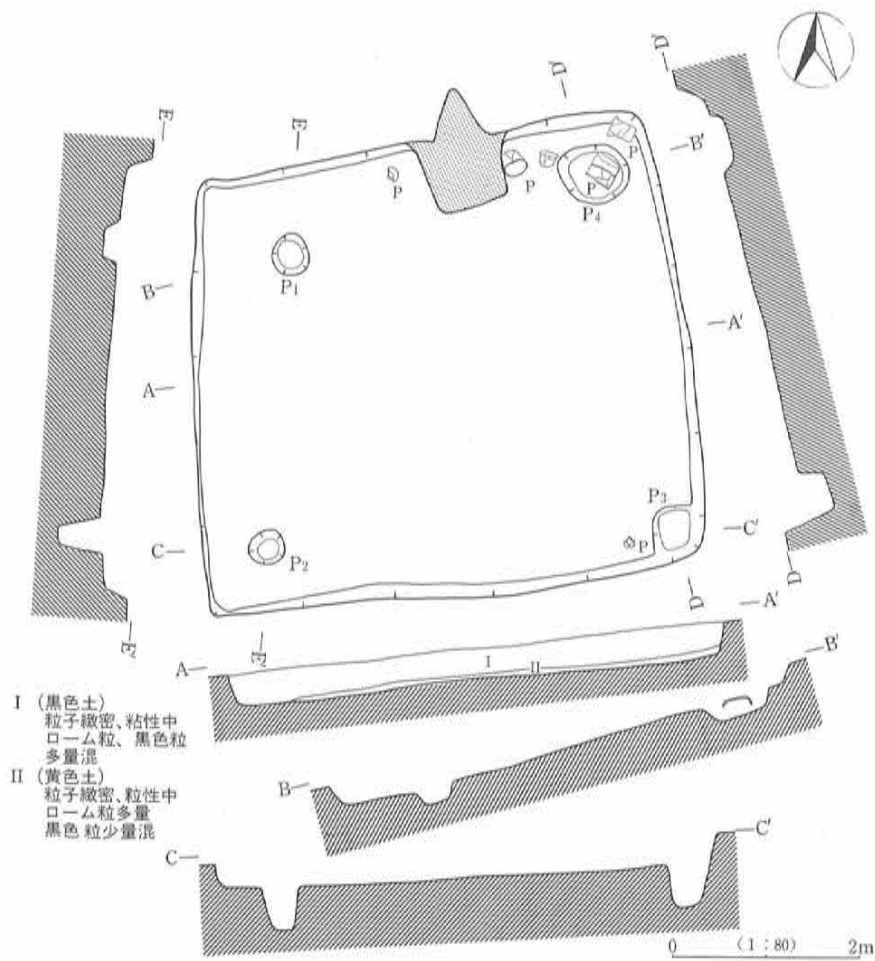 D′
D′
E
E
B′
P
P
P
P
P₄
P₁
B
A′
A
P₃
C
C′
P
P₂
D
D
E′
E′
A′
A
I
II
B′
I （黒色土）
粒子緻密、粘性中
ローム粒、黒色粒
多量混
II （黄色土）
粒子緻密、粒性中
ローム粒多量
黒色 粒少量混
B
C
C′
0 （1：80） 2m